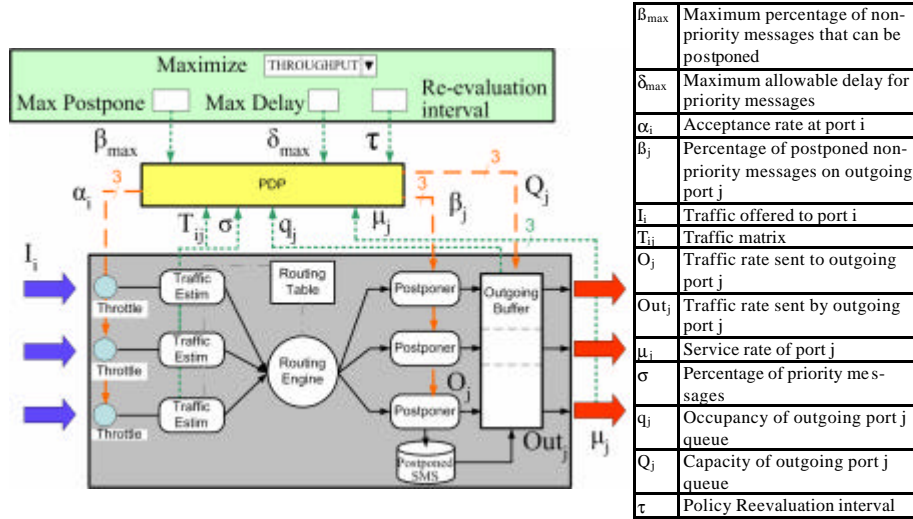 Maximize THROUGHPUT ▼
Max Postpone Max Delay Re-evaluation
interval
βmax δmax τ
3 3 3
αi PDP Qj
βj
Tij σ qj μj 3
Ii
Throttle Traffic Estim Routing Table Postponer Outgoing Buffer
Throttle Traffic Estim Routing Engine Postponer
Oj
Throttle Traffic Estim Postponer
Postponed SMS Outj μj
ßmax Maximum percentage of non-
priority messages that can be
postponed
δmax Maximum allowable delay for
priority messages
αi Acceptance rate at port i
ßj Percentage of postponed non-
priority messages on outgoing
port j
Ii Traffic offered to port i
Tij Traffic matrix
Oj Traffic rate sent to outgoing
port j
Outj Traffic rate sent by outgoing
port j
μj Service rate of port j
σ Percentage of priority mes-
sages
qj Occupancy of outgoing port j
queue
Qj Capacity of outgoing port j
queue
τ Policy Reevaluation interval